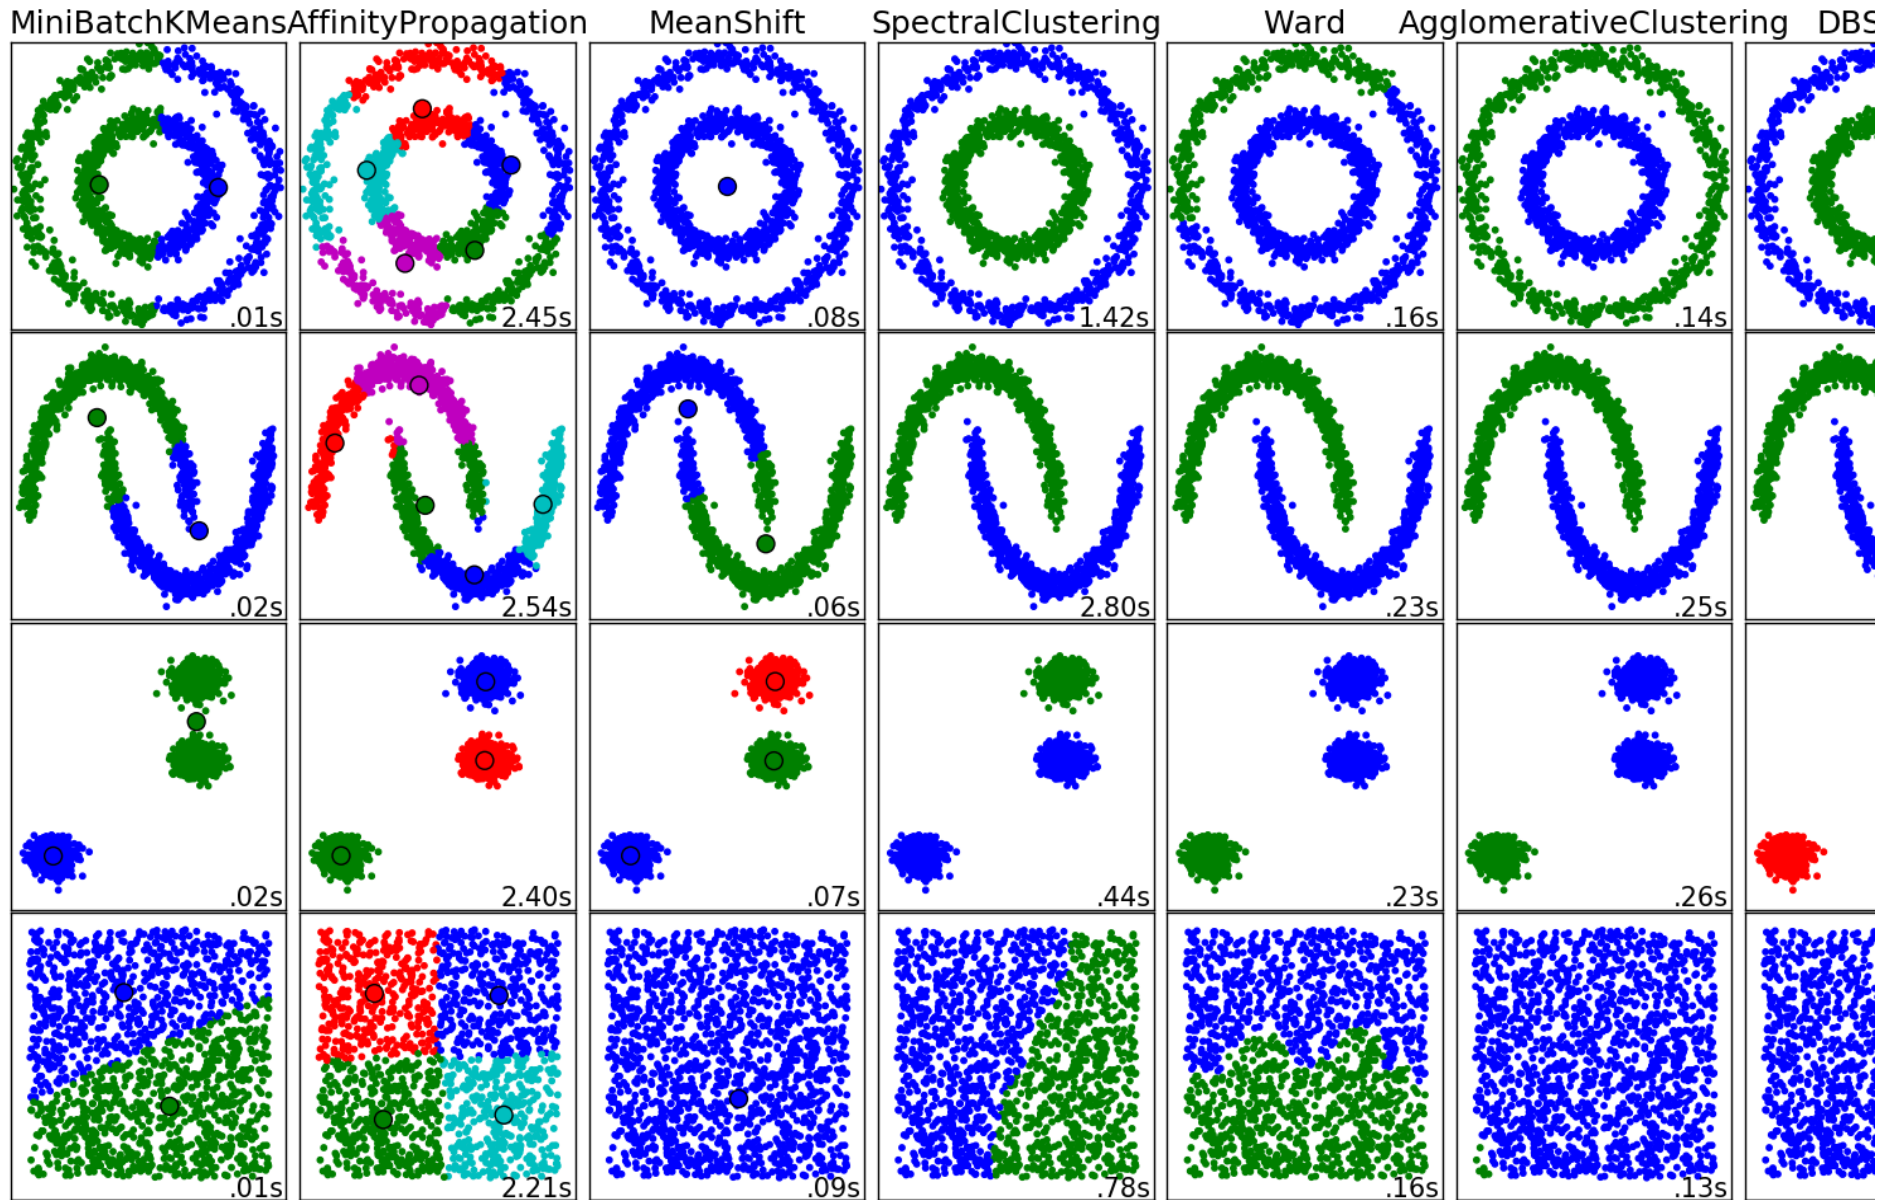 MiniBatchKMeans AffinityPropagation MeanShift SpectralClustering Ward AgglomerativeClustering DBS
.01s 2.45s .08s 1.42s .16s .14s
.02s 2.54s .06s 2.80s .23s .25s
.02s 2.40s .07s .44s .23s .26s
.01s 2.21s .09s .78s .16s .13s